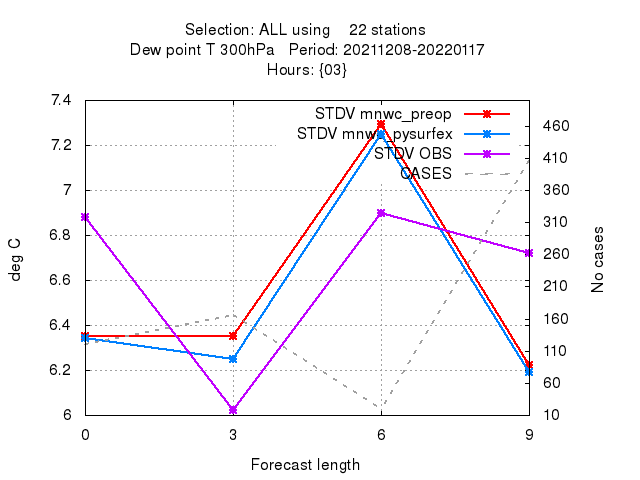 Selection: ALL using    22 stations
Dew point T 300hPa   Period: 20211208-20220117
Hours: {03}
STDV mnwc_preop
STDV mnwc_pysurfex
STDV OBS
CASES
7.4
7.2
7
6.8
6.6
6.4
6.2
6
460
410
360
310
260
210
160
110
60
10
deg C
No cases
0 3 6 9
Forecast length